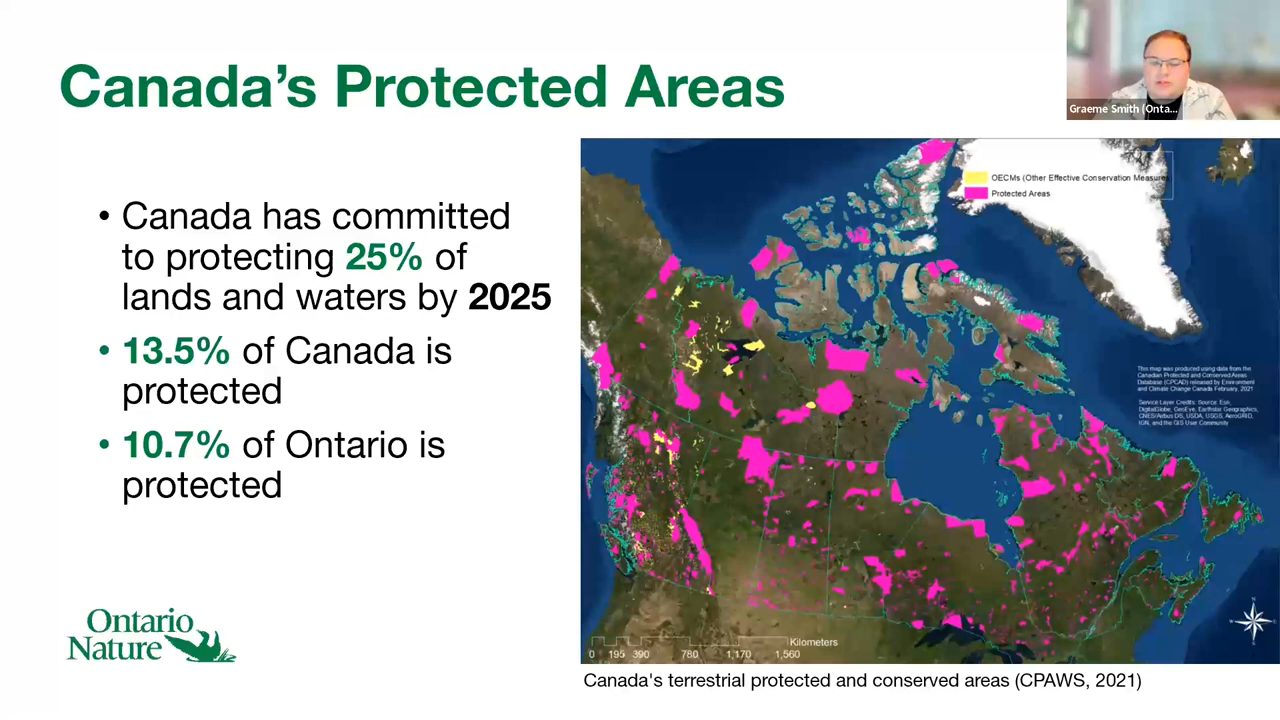 Canada’s Protected Areas
Graeme Smith (Onta...
• Canada has committed
to protecting 25% of
lands and waters by 2025
• 13.5% of Canada is
protected
• 10.7% of Ontario is
protected
Ontario
Nature
OECMs (Other Effective Conservation Measures
Protected Areas
This map was produced using data from the
Canadian Protected and Conserved Areas
Database (CPCAD) released by Environment
and Climate Change Canada February, 2021
Service Layer Credits: Source: Esri,
DigitalGlobe, GeoEye, Earthstar Geographics,
CNES/Airbus DS, USDA, USGS, AeroGRID,
IGN, and the GIS User Community
Kilometers
0 195 390 780 1,170 1,560
Canada's terrestrial protected and conserved areas (CPAWS, 2021)